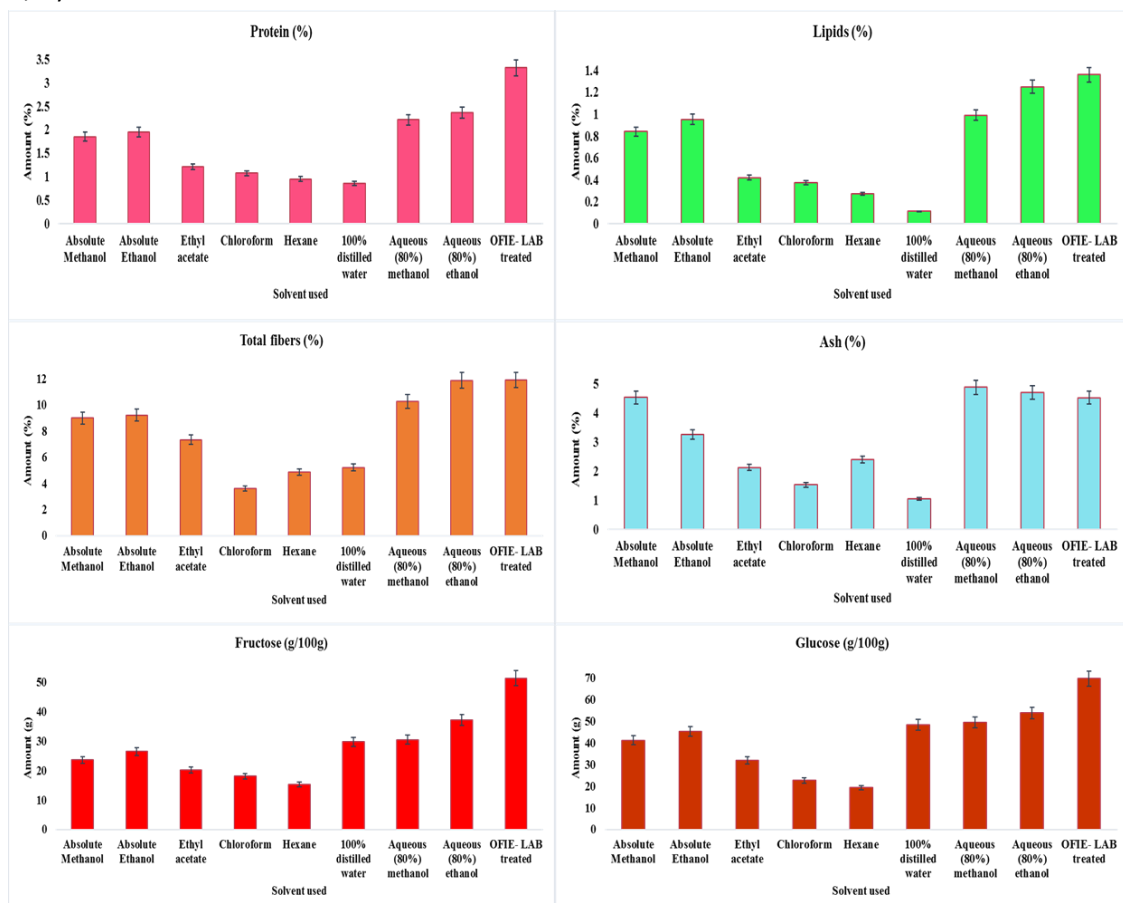 Protein (%)
3.5
3
2.5
2
1.5
1
0.5
0
Amount (%)
Absolute Methanol
Absolute Ethanol
Ethyl acetate
Chloroform
Hexane
100% distilled water
Aqueous (80%) methanol
Aqueous (80%) ethanol
OFIE- LAB treated
Solvent used
Lipids (%)
1.4
1.2
1
0.8
0.6
0.4
0.2
0
Amount (%)
Absolute Methanol
Absolute Ethanol
Ethyl acetate
Chloroform
Hexane
100% distilled water
Aqueous (80%) methanol
Aqueous (80%) ethanol
OFIE- LAB treated
Solvent used
Total fibers (%)
12
10
8
6
4
2
0
Amount (%)
Absolute Methanol
Absolute Ethanol
Ethyl acetate
Chloroform
Hexane
100% distilled water
Aqueous (80%) methanol
Aqueous (80%) ethanol
OFIE- LAB treated
Solvent used
Ash (%)
5
4
3
2
1
0
Amount (%)
Absolute Methanol
Absolute Ethanol
Ethyl acetate
Chloroform
Hexane
100% distilled water
Aqueous (80%) methanol
Aqueous (80%) ethanol
OFIE- LAB treated
Solvent used
Fructose (g/100g)
50
40
30
20
10
0
Amount (g)
Absolute Methanol
Absolute Ethanol
Ethyl acetate
Chloroform
Hexane
100% distilled water
Aqueous (80%) methanol
Aqueous (80%) ethanol
OFIE- LAB treated
Solvent used
Glucose (g/100g)
70
60
50
40
30
20
10
0
Amount (g)
Absolute Methanol
Absolute Ethanol
Ethyl acetate
Chloroform
Hexane
100% distilled water
Aqueous (80%) methanol
Aqueous (80%) ethanol
OFIE- LAB treated
Solvent used